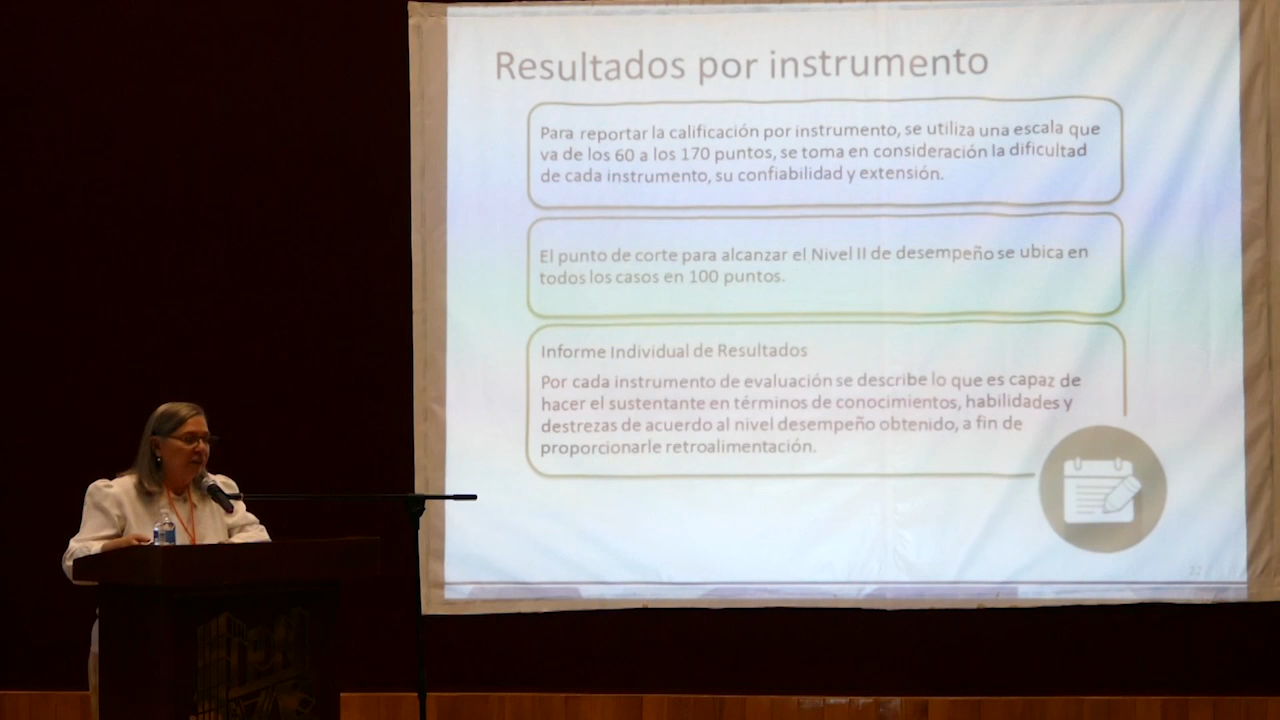 Resultados por instrumento
Para reportar la calificación por instrumento, se utiliza una escala que
va de los 60 a los 170 puntos, se toma en consideración la dificultad
de cada instrumento, su confiabilidad y extensión.
El punto de corte para alcanzar el Nivel II de desempeño se ubica en
todos los casos en 100 puntos.
Informe Individual de Resultados
Por cada instrumento de evaluación se describe lo que es capaz de
hacer el sustentante en términos de conocimientos, habilidades y
destrezas de acuerdo al nivel desempeño obtenido, a fin de
proporcionarle retroalimentación.